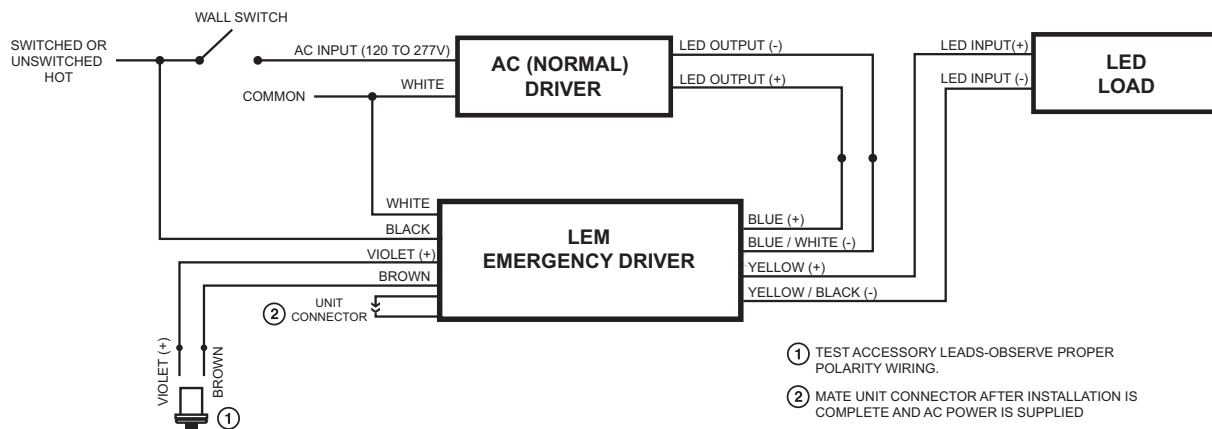 WALL SWITCH
SWITCHED OR
UNSWITCHED
HOT
AC INPUT (120 TO 277V)
COMMON
WHITE
AC (NORMAL)
DRIVER
LED OUTPUT (-)
LED OUTPUT (+)
LED INPUT(+)
LED INPUT (-)
LED
LOAD
WHITE
BLACK
VIOLET (+)
BROWN
2 UNIT
CONNECTOR
LEM
EMERGENCY DRIVER
BLUE (+)
BLUE / WHITE (-)
YELLOW (+)
YELLOW / BLACK (-)
VIOLET (+)
BROWN
1
1 TEST ACCESSORY LEADS-OBSERVE PROPER
POLARITY WIRING.
2 MATE UNIT CONNECTOR AFTER INSTALLATION IS
COMPLETE AND AC POWER IS SUPPLIED